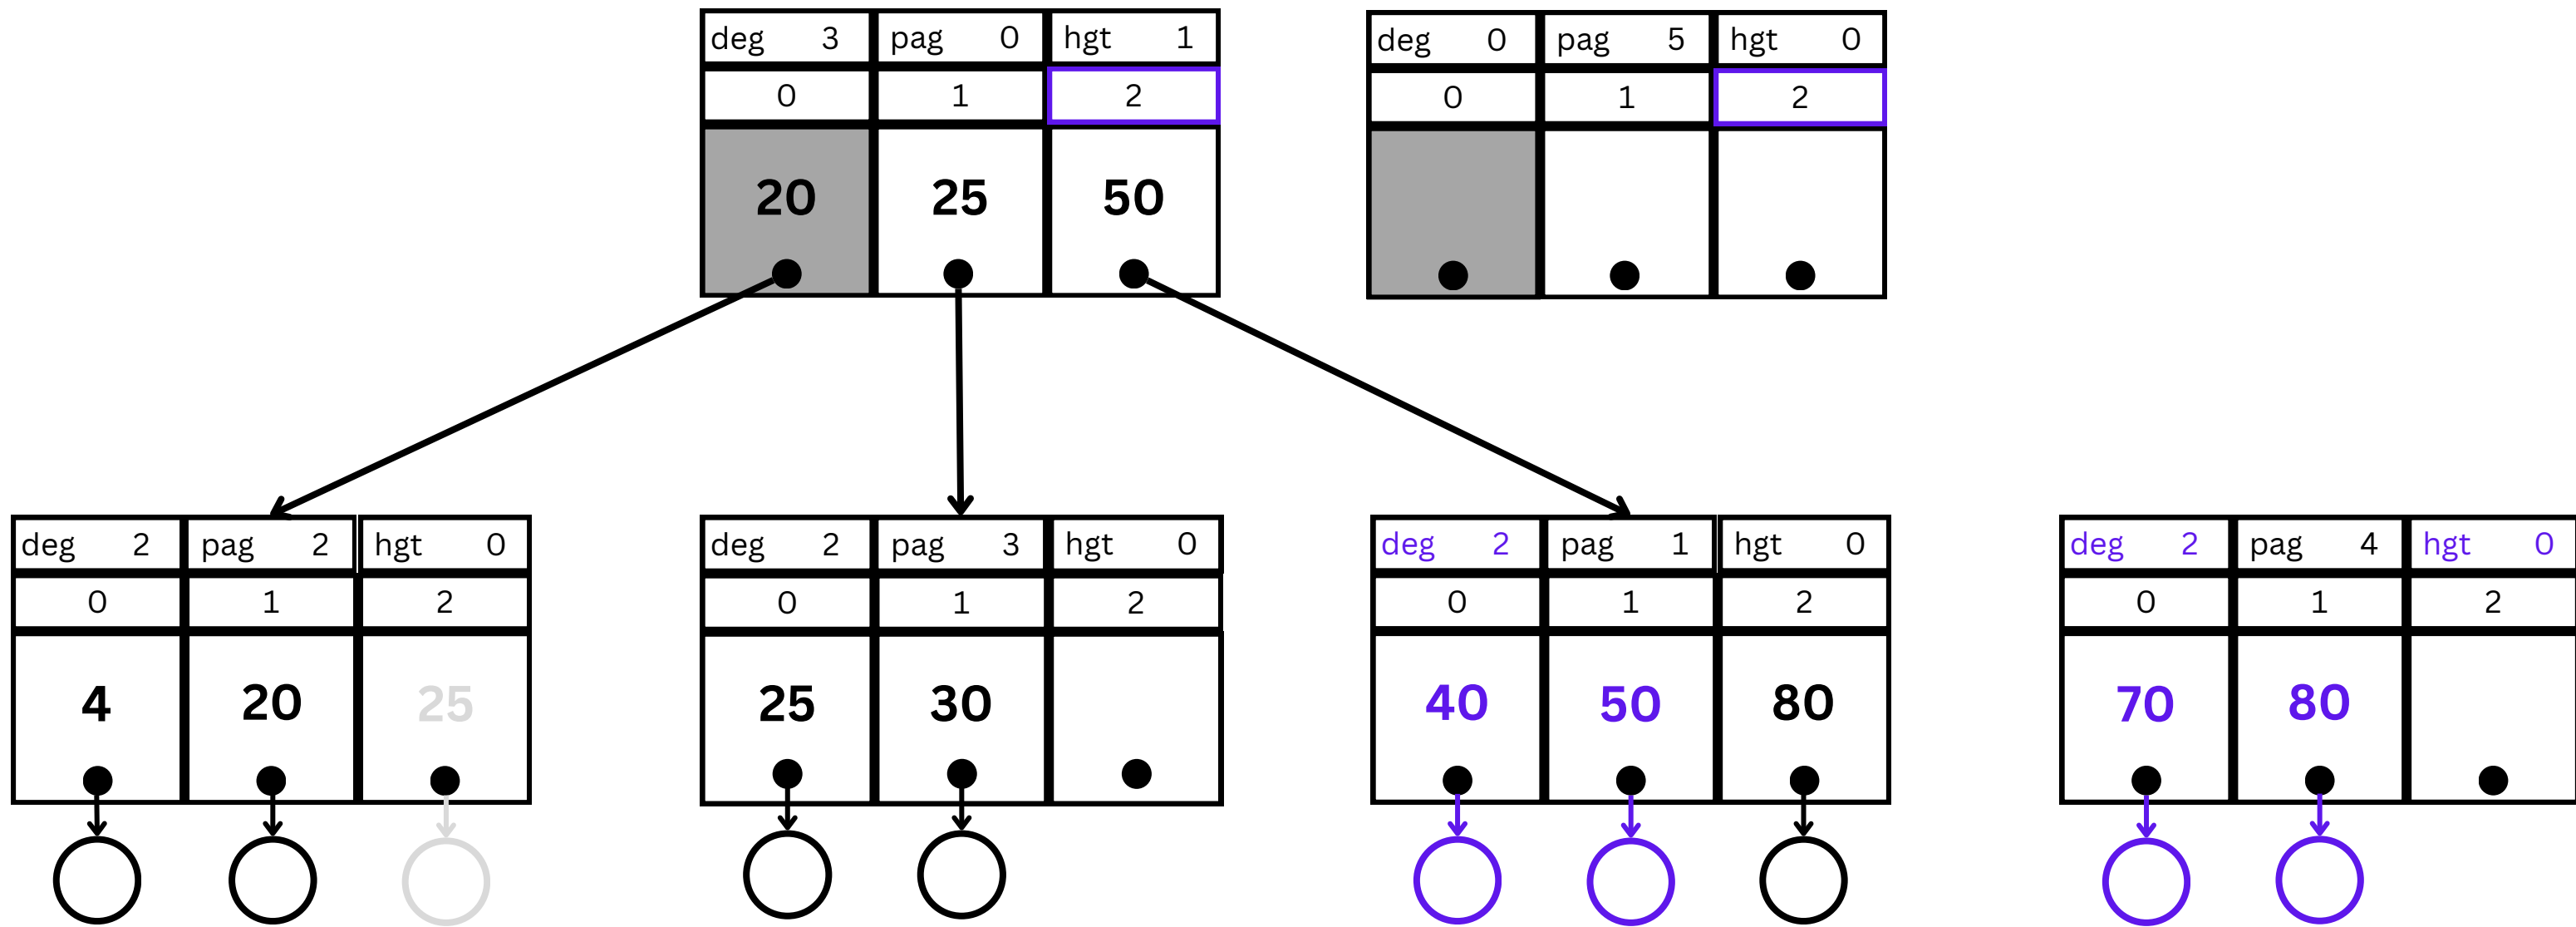 deg 3 pag 0 hgt 1
0 1 2
20 25 50
deg 0 pag 5 hgt 0
0 1 2
deg 2 pag 2 hgt 0
0 1 2
4 20 25
deg 2 pag 3 hgt 0
0 1 2
25 30
deg 2 pag 1 hgt 0
0 1 2
40 50 80
deg 2 pag 4 hgt 0
0 1 2
70 80